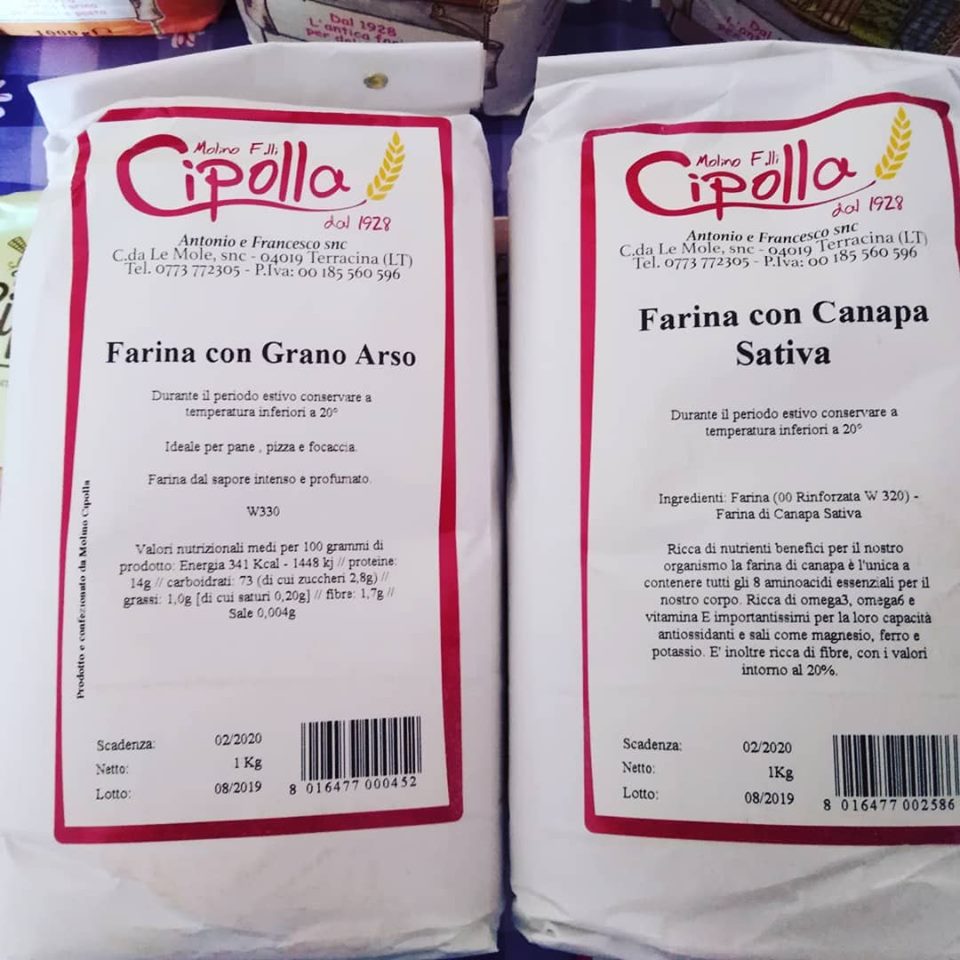 1000 g
Dal 1928
L'antica
per
Molino F.lli
Cipolla
dal 1928
Antonio e Francesco snc
C.da Le Mole, snc - 04019 Terracina (LT)
Tel. 0773 772305 - P.Iva: 00 185 560 596
Farina con Grano Arso
Durante il periodo estivo conservare a
temperatura inferiori a 20°
Ideale per pane , pizza e focaccia.
Farina dal sapore intenso e profumato.
W330
Valori nutrizionali medi per 100 grammi di
prodotto: Energia 341 Kcal - 1448 kj // proteine:
14g // carboidrati: 73 (di cui zuccheri 2,8g) //
grassi: 1,0g [di cui saturi 0,20g] // fibre: 1,7g //
Sale 0,004g
Prodotto e confezionato da Molino Cipolla
Scadenza: 02/2020
Netto: 1 Kg
Lotto: 08/2019
8 016477 000452
Molino F.lli
Cipolla
dal 1928
Antonio e Francesco snc
C.da Le Mole, snc - 04019 Terracina (LT)
Tel. 0773 772305 - P.Iva: 00 185 560 596
Farina con Canapa
Sativa
Durante il periodo estivo conservare a
temperatura inferiori a 20°
Ingredienti: Farina (00 Rinforzata W 320) -
Farina di Canapa Sativa
Ricca di nutrienti benefici per il nostro
organismo la farina di canapa è l'unica a
contenere tutti gli 8 aminoacidi essenziali per il
nostro corpo. Ricca di omega3, omega6 e
vitamina E importantissimi per la loro capacità
antiossidanti e sali come magnesio, ferro e
potassio. E' inoltre ricca di fibre, con i valori
intorno al 20%.
Scadenza: 02/2020
Netto: 1Kg
Lotto: 08/2019
8 016477 002586